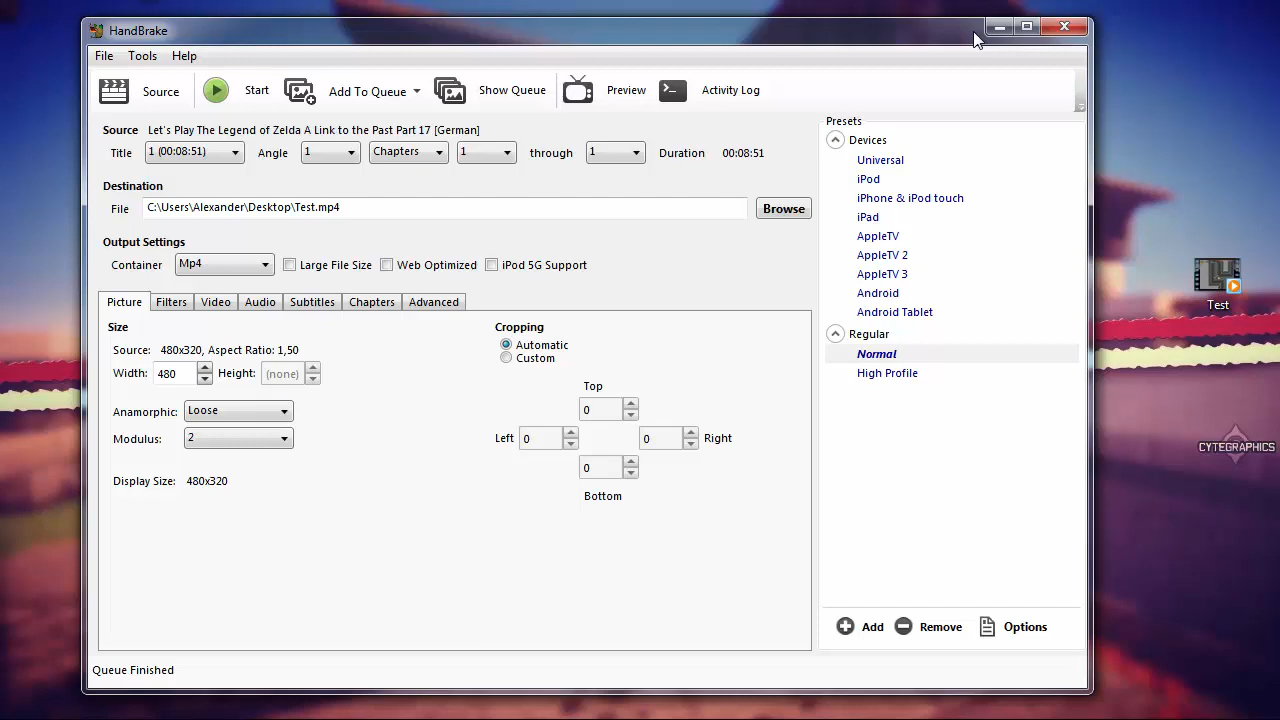 HandBrake
File Tools Help
Source Start Add To Queue Show Queue Preview Activity Log
Source Let's Play The Legend of Zelda A Link to the Past Part 17 [German]
Title 1 (00:08:51) Angle 1 Chapters 1 through 1 Duration 00:08:51
Destination
File C:\Users\Alexander\Desktop\Test.mp4 Browse
Output Settings
Container Mp4 Large File Size Web Optimized iPod 5G Support
Picture Filters Video Audio Subtitles Chapters Advanced
Size
Source: 480x320, Aspect Ratio: 1,50
Width: 480 Height: (none)
Anamorphic: Loose
Modulus: 2
Display Size: 480x320
Cropping
Automatic
Custom
Top
0
Left 0 0 Right
0
Bottom
Presets
Devices
Universal
iPod
iPhone & iPod touch
iPad
AppleTV
AppleTV 2
AppleTV 3
Android
Android Tablet
Regular
Normal
High Profile
Add Remove Options
Queue Finished
Test
CYTEGRAPHICS